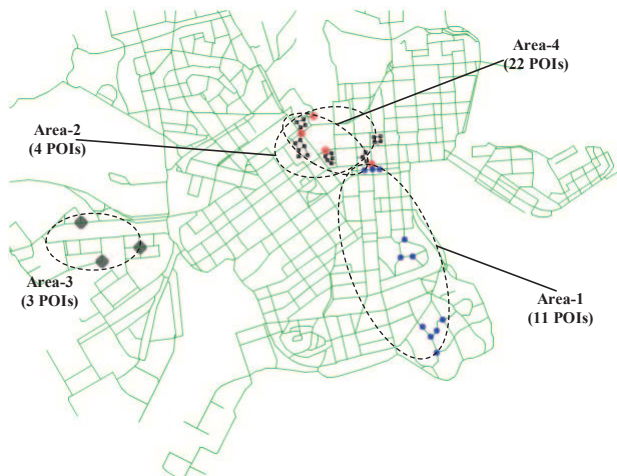 Area-4
(22 POIs)
Area-2
(4 POIs)
Area-3
(3 POIs)
Area-1
(11 POIs)